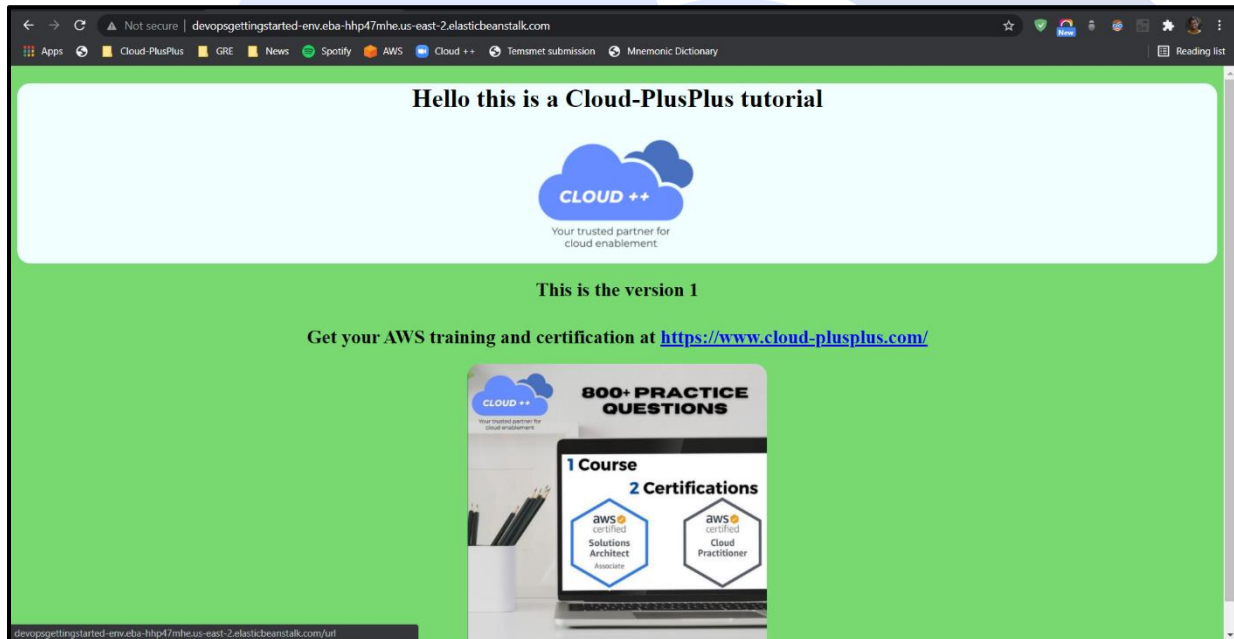 Not secure | devopsgettingstarted-env.eba-hhp47mhe.us-east-2.elasticbeanstalk.com
New
Apps Cloud-PlusPlus GRE News Spotify AWS Cloud ++ Temsmet submission Mnemonic Dictionary Reading list
Hello this is a Cloud-PlusPlus tutorial
CLOUD ++
Your trusted partner for
cloud enablement
This is the version 1
Get your AWS training and certification at https://www.cloud-plusplus.com/
CLOUD ++
Your trusted partner for
cloud enablement
800+ PRACTICE
QUESTIONS
1 Course
2 Certifications
aws
certified
Solutions
Architect
Associate
aws
certified
Cloud
Practitioner
devopsgettingstarted-env.eba-hhp47mhe.us-east-2.elasticbeanstalk.com/url